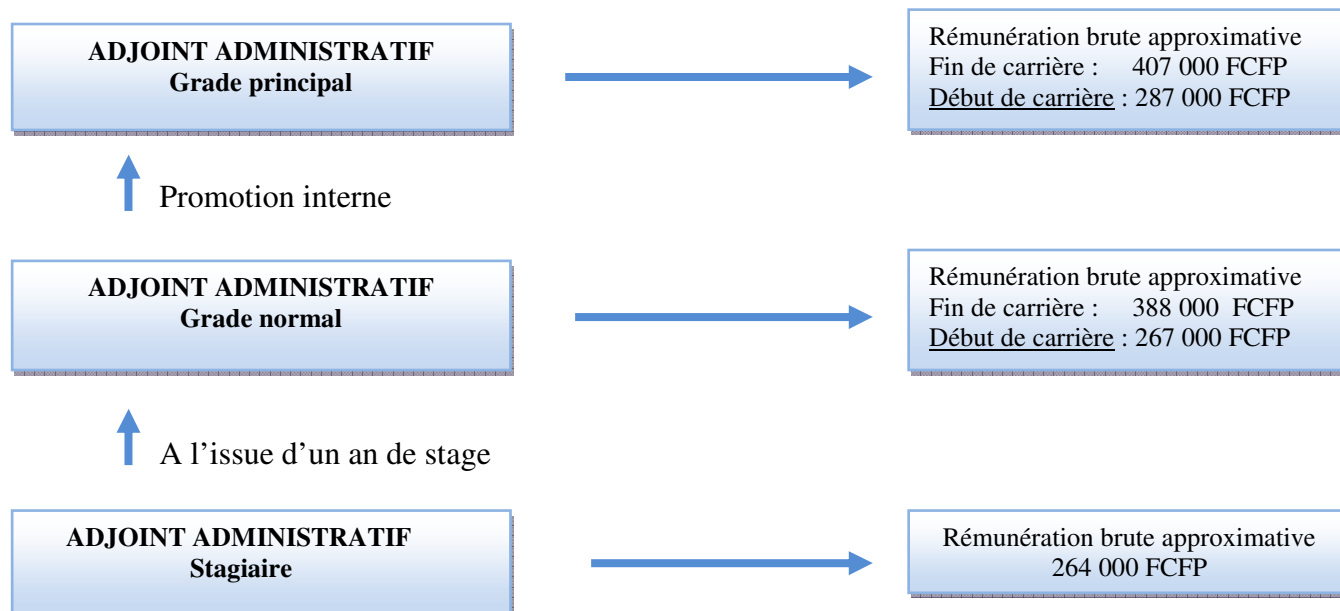 ADJOINT ADMINISTRATIF
Grade principal
Rémunération brute approximative
Fin de carrière : 407 000 FCFP
Début de carrière : 287 000 FCFP
Promotion interne
ADJOINT ADMINISTRATIF
Grade normal
Rémunération brute approximative
Fin de carrière : 388 000 FCFP
Début de carrière : 267 000 FCFP
A l’issue d’un an de stage
ADJOINT ADMINISTRATIF
Stagiaire
Rémunération brute approximative
264 000 FCFP